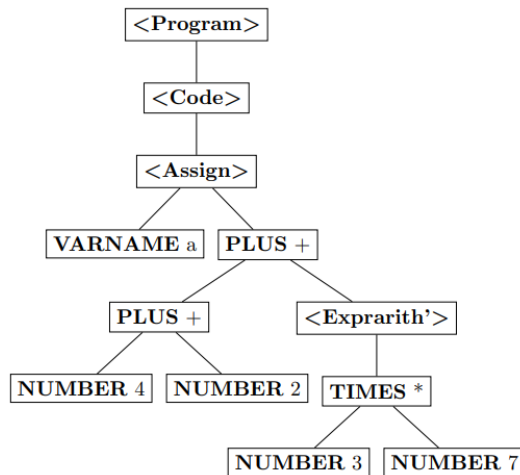 <Program>
<Code>
<Assign>
VARNAME a
PLUS +
PLUS +
<Exprarith’>
NUMBER 4
NUMBER 2
TIMES *
NUMBER 3
NUMBER 7